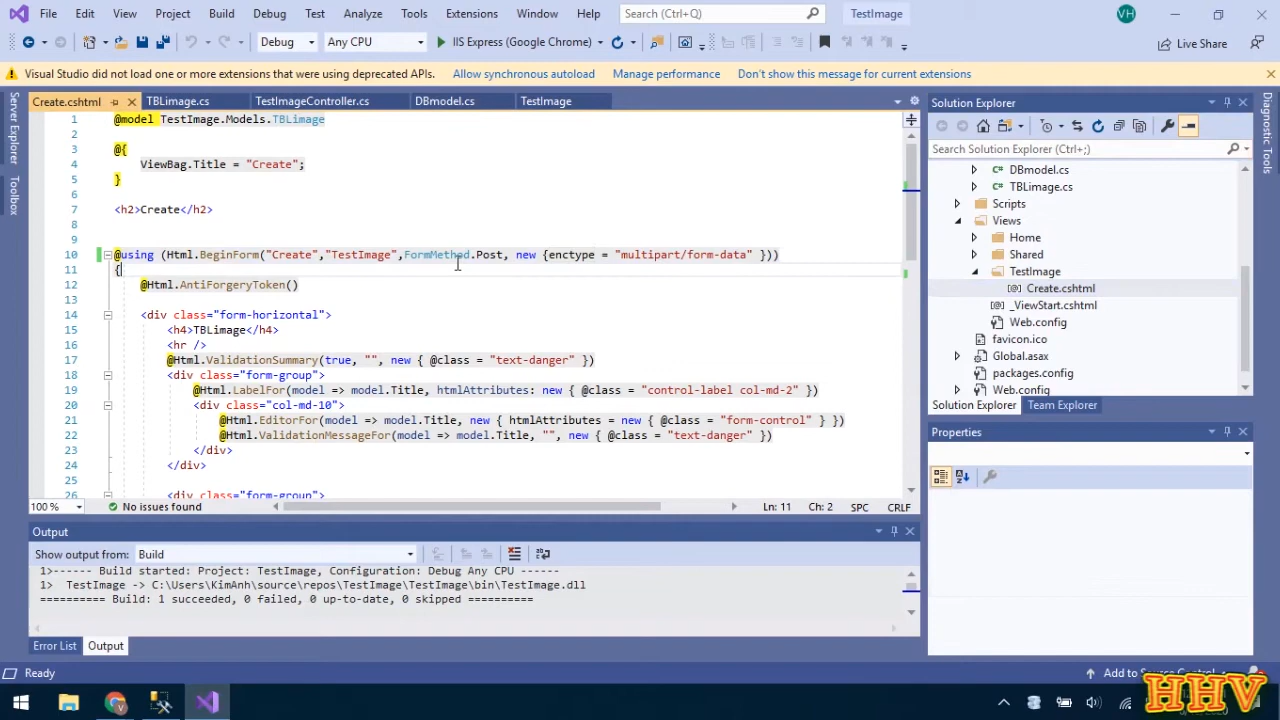 File Edit View Project Build Debug Test Analyze Tools Extensions Window Help Search (Ctrl+Q) TestImage VH
Debug Any CPU IIS Express (Google Chrome) Live Share
Visual Studio did not load one or more extensions that were using deprecated APIs. Allow synchronous autoload Manage performance Don't show this message for current extensions
Server Explorer
Toolbox
Create.cshtml TBLimage.cs TestImageController.cs DBmodel.cs TestImage
1 @model TestImage.Models.TBLimage
2
3 @{
4 ViewBag.Title = "Create";
5 }
6
7 <h2>Create</h2>
8
9
10 @using (Html.BeginForm("Create","TestImage",FormMethod.Post, new {enctype = "multipart/form-data" }))
11 {
12 @Html.AntiForgeryToken()
13
14 <div class="form-horizontal">
15 <h4>TBLimage</h4>
16 <hr />
17 @Html.ValidationSummary(true, "", new { @class = "text-danger" })
18 <div class="form-group">
19 @Html.LabelFor(model => model.Title, htmlAttributes: new { @class = "control-label col-md-2" })
20 <div class="col-md-10">
21 @Html.EditorFor(model => model.Title, new { htmlAttributes = new { @class = "form-control" } })
22 @Html.ValidationMessageFor(model => model.Title, "", new { @class = "text-danger" })
23 </div>
24 </div>
25
26 <div class="form-group">
100 % No issues found Ln: 11 Ch: 2 SPC CRLF
Output
Show output from: Build
1>------ Build started: Project: TestImage, Configuration: Debug Any CPU ------
1> TestImage -> C:\Users\KimAnh\source\repos\TestImage\TestImage\bin\TestImage.dll
========== Build: 1 succeeded, 0 failed, 0 up-to-date, 0 skipped ==========
Error List Output
Solution Explorer
Search Solution Explorer (Ctrl+;)
C# DBmodel.cs
C# TBLimage.cs
Scripts
Views
Home
Shared
TestImage
[@] Create.cshtml
[@] _ViewStart.cshtml
Web.config
favicon.ico
Global.asax
packages.config
Web.config
Solution Explorer Team Explorer
Properties
Diagnostic Tools
Ready Add to Source Control
HHV